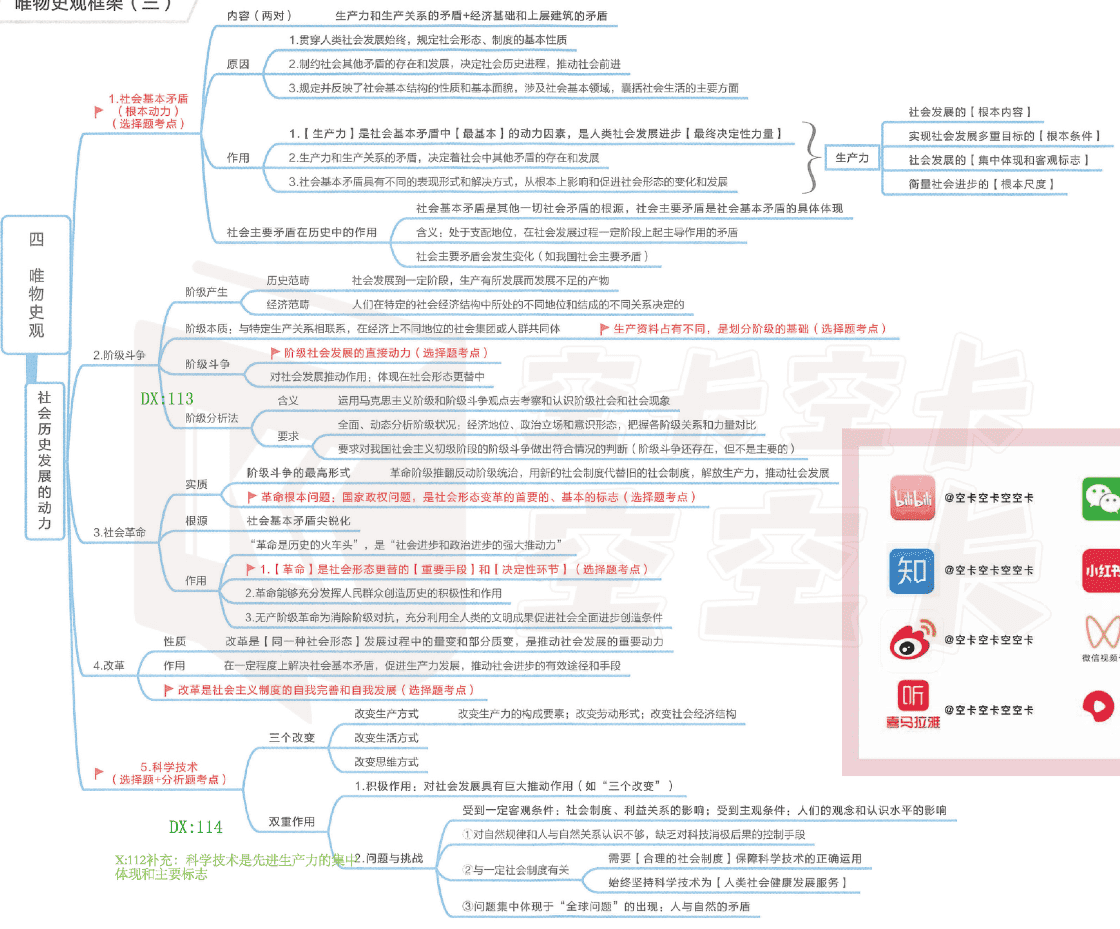 唯物史观框架（三）
四 唯物史观
社会历史发展的动力
1.社会基本矛盾
（根本动力）
（选择题考点）
内容（两对） 生产力和生产关系的矛盾+经济基础和上层建筑的矛盾
原因
1.贯穿人类社会发展始终，规定社会形态、制度的基本性质
2.制约社会其他矛盾的存在和发展，决定社会历史进程，推动社会前进
3.规定并反映了社会基本结构的性质和基本面貌，涉及社会基本领域，囊括社会生活的主要方面
作用
1.【生产力】是社会基本矛盾中【最基本】的动力因素，是人类社会发展进步【最终决定性力量】
2.生产力和生产关系的矛盾，决定着社会中其他矛盾的存在和发展
3.社会基本矛盾具有不同的表现形式和解决方式，从根本上影响和促进社会形态的变化和发展
生产力
社会发展的【根本内容】
实现社会发展多重目标的【根本条件】
社会发展的【集中体现和客观标志】
衡量社会进步的【根本尺度】
社会主要矛盾在历史中的作用
社会基本矛盾是其他一切社会矛盾的根源，社会主要矛盾是社会基本矛盾的具体体现
含义：处于支配地位，在社会发展过程一定阶段上起主导作用的矛盾
社会主要矛盾会发生变化（如我国社会主要矛盾）
2.阶级斗争
阶级产生
历史范畴 社会发展到一定阶段，生产有所发展而发展不足的产物
经济范畴 人们在特定的社会经济结构中所处的不同地位和结成的不同关系决定的
阶级本质：与特定生产关系相联系，在经济上不同地位的社会集团或人群共同体 生产资料占有不同，是划分阶级的基础（选择题考点）
阶级斗争
阶级社会发展的直接动力（选择题考点）
对社会发展推动作用：体现在社会形态更替中
DX:113
阶级分析法
含义 运用马克思主义阶级和阶级斗争观点去考察和认识阶级社会和社会现象
要求
全面、动态分析阶级状况：经济地位、政治立场和意识形态，把握各阶级关系和力量对比
要求对我国社会主义初级阶段的阶级斗争做出符合情况的判断（阶级斗争还存在，但不是主要的）
3.社会革命
实质
阶级斗争的最高形式 革命阶级推翻反动阶级统治，用新的社会制度代替旧的社会制度，解放生产力，推动社会发展
革命根本问题：国家政权问题，是社会形态变革的首要的、基本的标志（选择题考点）
根源 社会基本矛盾尖锐化
作用
“革命是历史的火车头”，是“社会进步和政治进步的强大推动力”
1.【革命】是社会形态更替的【重要手段】和【决定性环节】（选择题考点）
2.革命能够充分发挥人民群众创造历史的积极性和作用
3.无产阶级革命为消除阶级对抗，充分利用全人类的文明成果促进社会全面进步创造条件
4.改革
性质 改革是【同一种社会形态】发展过程中的量变和部分质变，是推动社会发展的重要动力
作用 在一定程度上解决社会基本矛盾，促进生产力发展，推动社会进步的有效途径和手段
改革是社会主义制度的自我完善和自我发展（选择题考点）
5.科学技术
（选择题+分析题考点）
三个改变
改变生产方式 改变生产力的构成要素；改变劳动形式；改变社会经济结构
改变生活方式
改变思维方式
双重作用
1.积极作用：对社会发展具有巨大推动作用（如“三个改变”）
2.问题与挑战
受到一定客观条件：社会制度、利益关系的影响；受到主观条件：人们的观念和认识水平的影响
①对自然规律和人与自然关系认识不够，缺乏对科技消极后果的控制手段
②与一定社会制度有关
需要【合理的社会制度】保障科学技术的正确运用
始终坚持科学技术为【人类社会健康发展服务】
③问题集中体现于“全球问题”的出现：人与自然的矛盾
DX:114
X:112补充：科学技术是先进生产力的集中
体现和主要标志
空卡空卡
空空卡
bilibili
@空卡空卡空空卡
知
@空卡空卡空空卡
小红书
@空卡空卡空空卡
微信视频
听
喜马拉雅
@空卡空卡空空卡